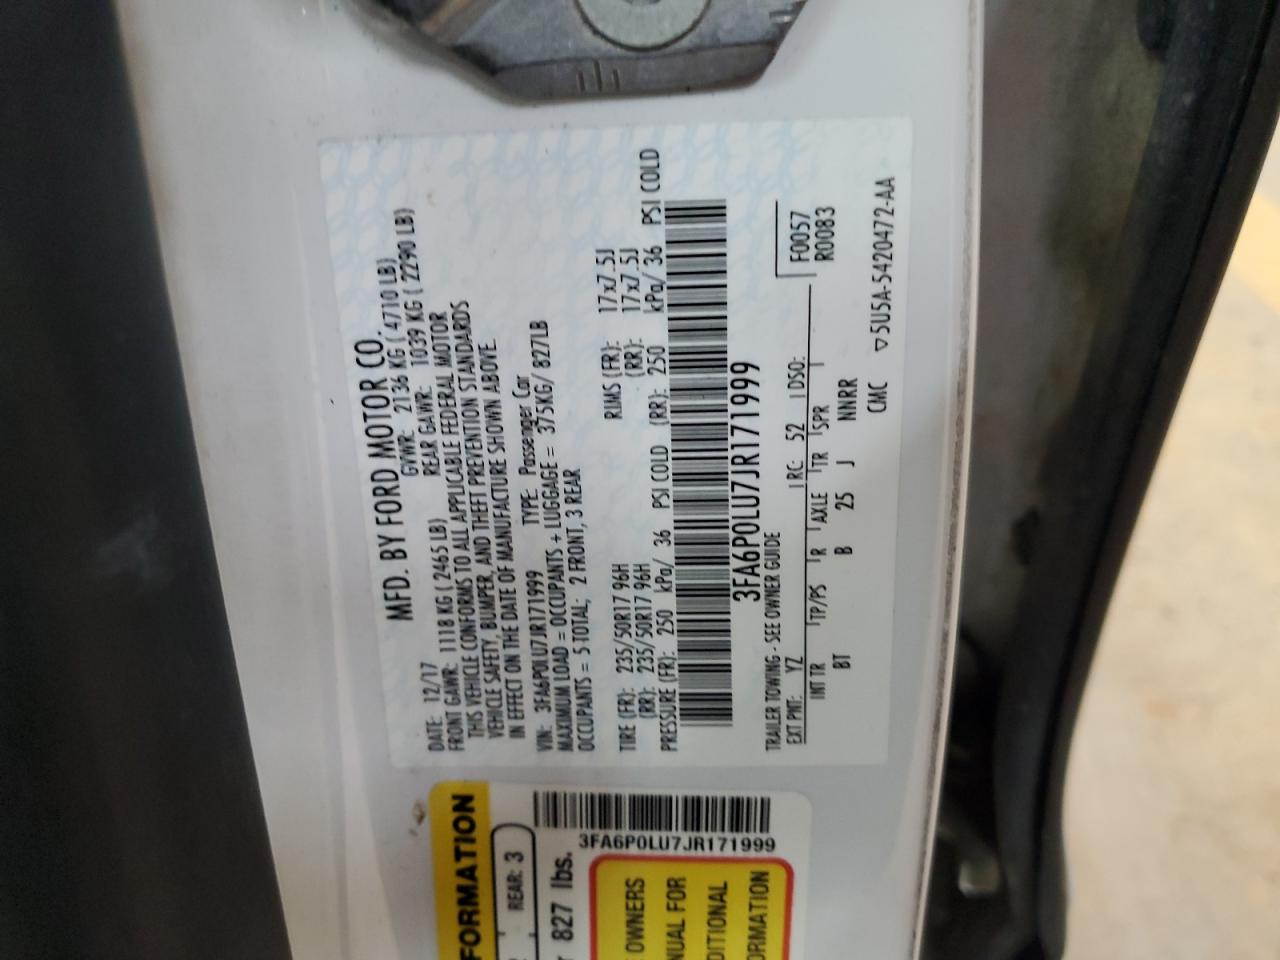 MFD. BY FORD MOTOR CO.
DATE: 12/17 GVWR: 2136 KG ( 4710 LB)
FRONT GAWR: 1118 KG ( 2465 LB) REAR GAWR: 1039 KG ( 2290 LB)
THIS VEHICLE CONFORMS TO ALL APPLICABLE FEDERAL MOTOR
VEHICLE SAFETY, BUMPER, AND THEFT PREVENTION STANDARDS
IN EFFECT ON THE DATE OF MANUFACTURE SHOWN ABOVE.
VIN: 3FA6P0LU7JR171999 TYPE: Passenger Car
MAXIMUM LOAD = OCCUPANTS + LUGGAGE = 375KG/ 827LB
OCCUPANTS = 5 TOTAL; 2 FRONT, 3 REAR
TIRE (FR): 235/50R17 96H RIMS (FR): 17x7.5J
(RR): 235/50R17 96H (RR): 17x7.5J
PRESSURE (FR): 250 kPa/ 36 PSI COLD (RR): 250 kPa/ 36 PSI COLD
3FA6P0LU7JR171999
TRAILER TOWING - SEE OWNER GUIDE
EXT PNT: YZ RC: 52 DSO: F0057
INT TR TP/PS R AXLE TR SPR R0083
BT B 25 J NNRR
CMC ▽5U5A-5420472-AA
FORMATION
REAR: 3
827 lbs.
3FA6P0LU7JR171999
OWNERS
NUAL FOR
DITIONAL
ORMATION